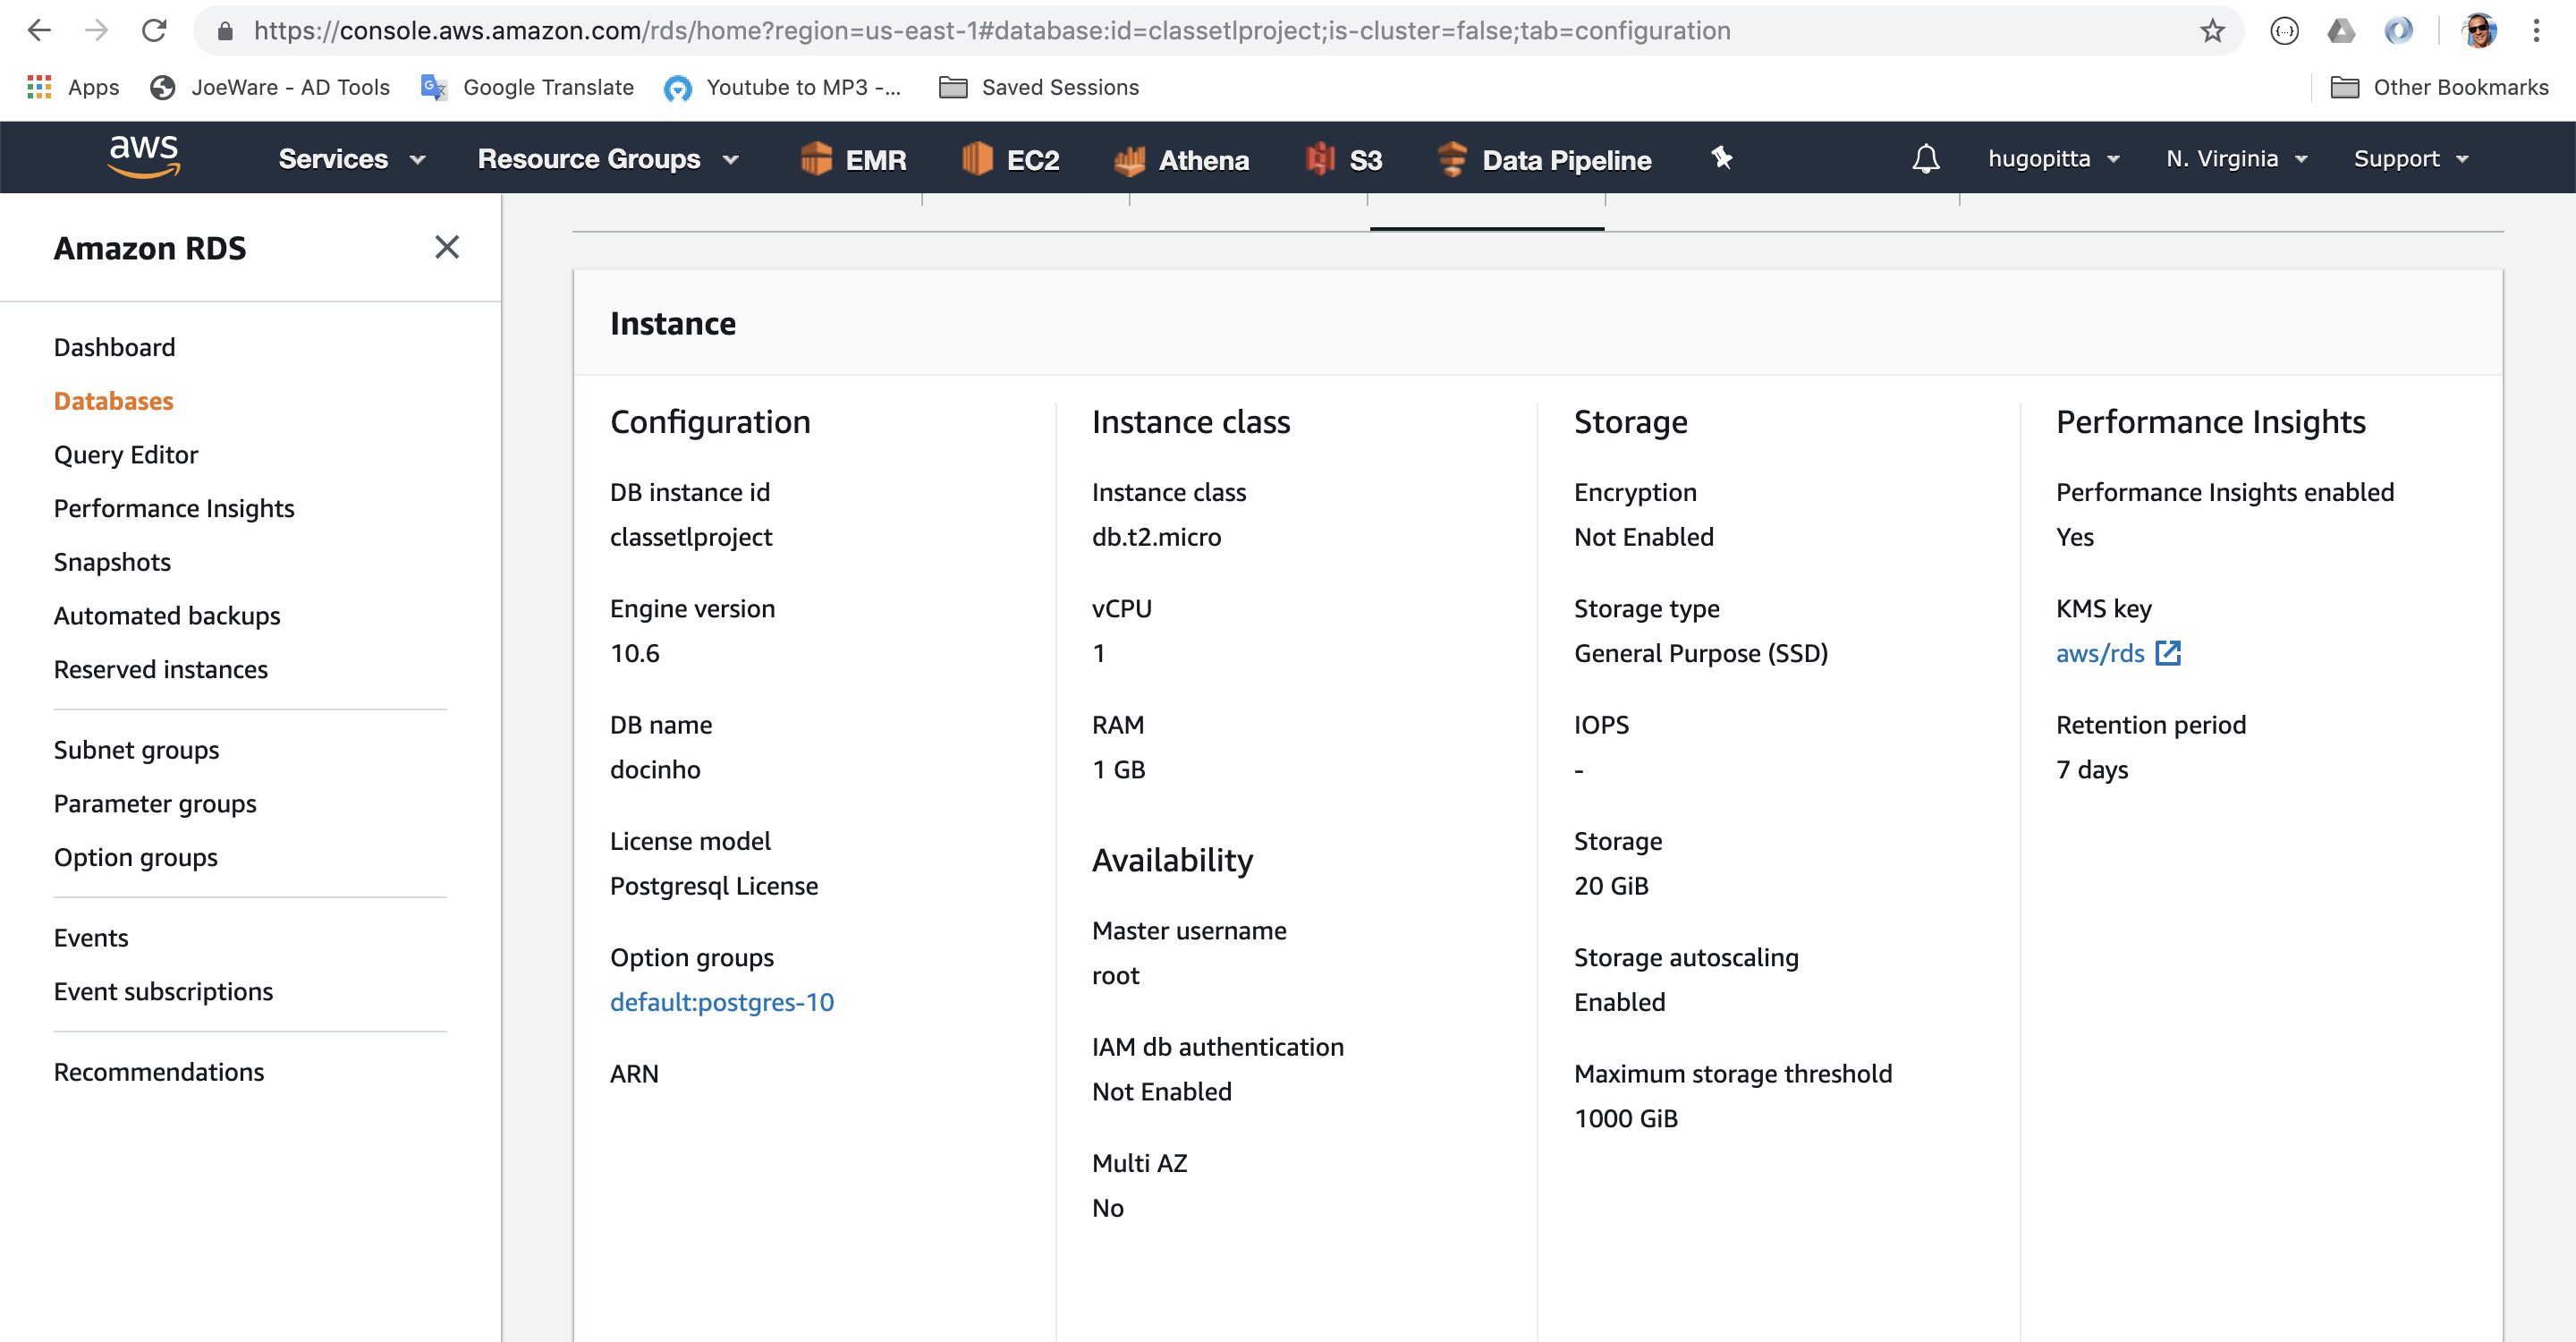 https://console.aws.amazon.com/rds/home?region=us-east-1#database:id=classetlproject;is-cluster=false;tab=configuration
Apps JoeWare - AD Tools Google Translate Youtube to MP3 -... Saved Sessions Other Bookmarks
aws Services Resource Groups EMR EC2 Athena S3 Data Pipeline hugopitta N. Virginia Support
Amazon RDS
Dashboard
Databases
Query Editor
Performance Insights
Snapshots
Automated backups
Reserved instances
Subnet groups
Parameter groups
Option groups
Events
Event subscriptions
Recommendations
Instance
Configuration
DB instance id
classetlproject
Engine version
10.6
DB name
docinho
License model
Postgresql License
Option groups
default:postgres-10
ARN
Instance class
Instance class
db.t2.micro
vCPU
1
RAM
1 GB
Availability
Master username
root
IAM db authentication
Not Enabled
Multi AZ
No
Storage
Encryption
Not Enabled
Storage type
General Purpose (SSD)
IOPS
-
Storage
20 GiB
Storage autoscaling
Enabled
Maximum storage threshold
1000 GiB
Performance Insights
Performance Insights enabled
Yes
KMS key
aws/rds
Retention period
7 days